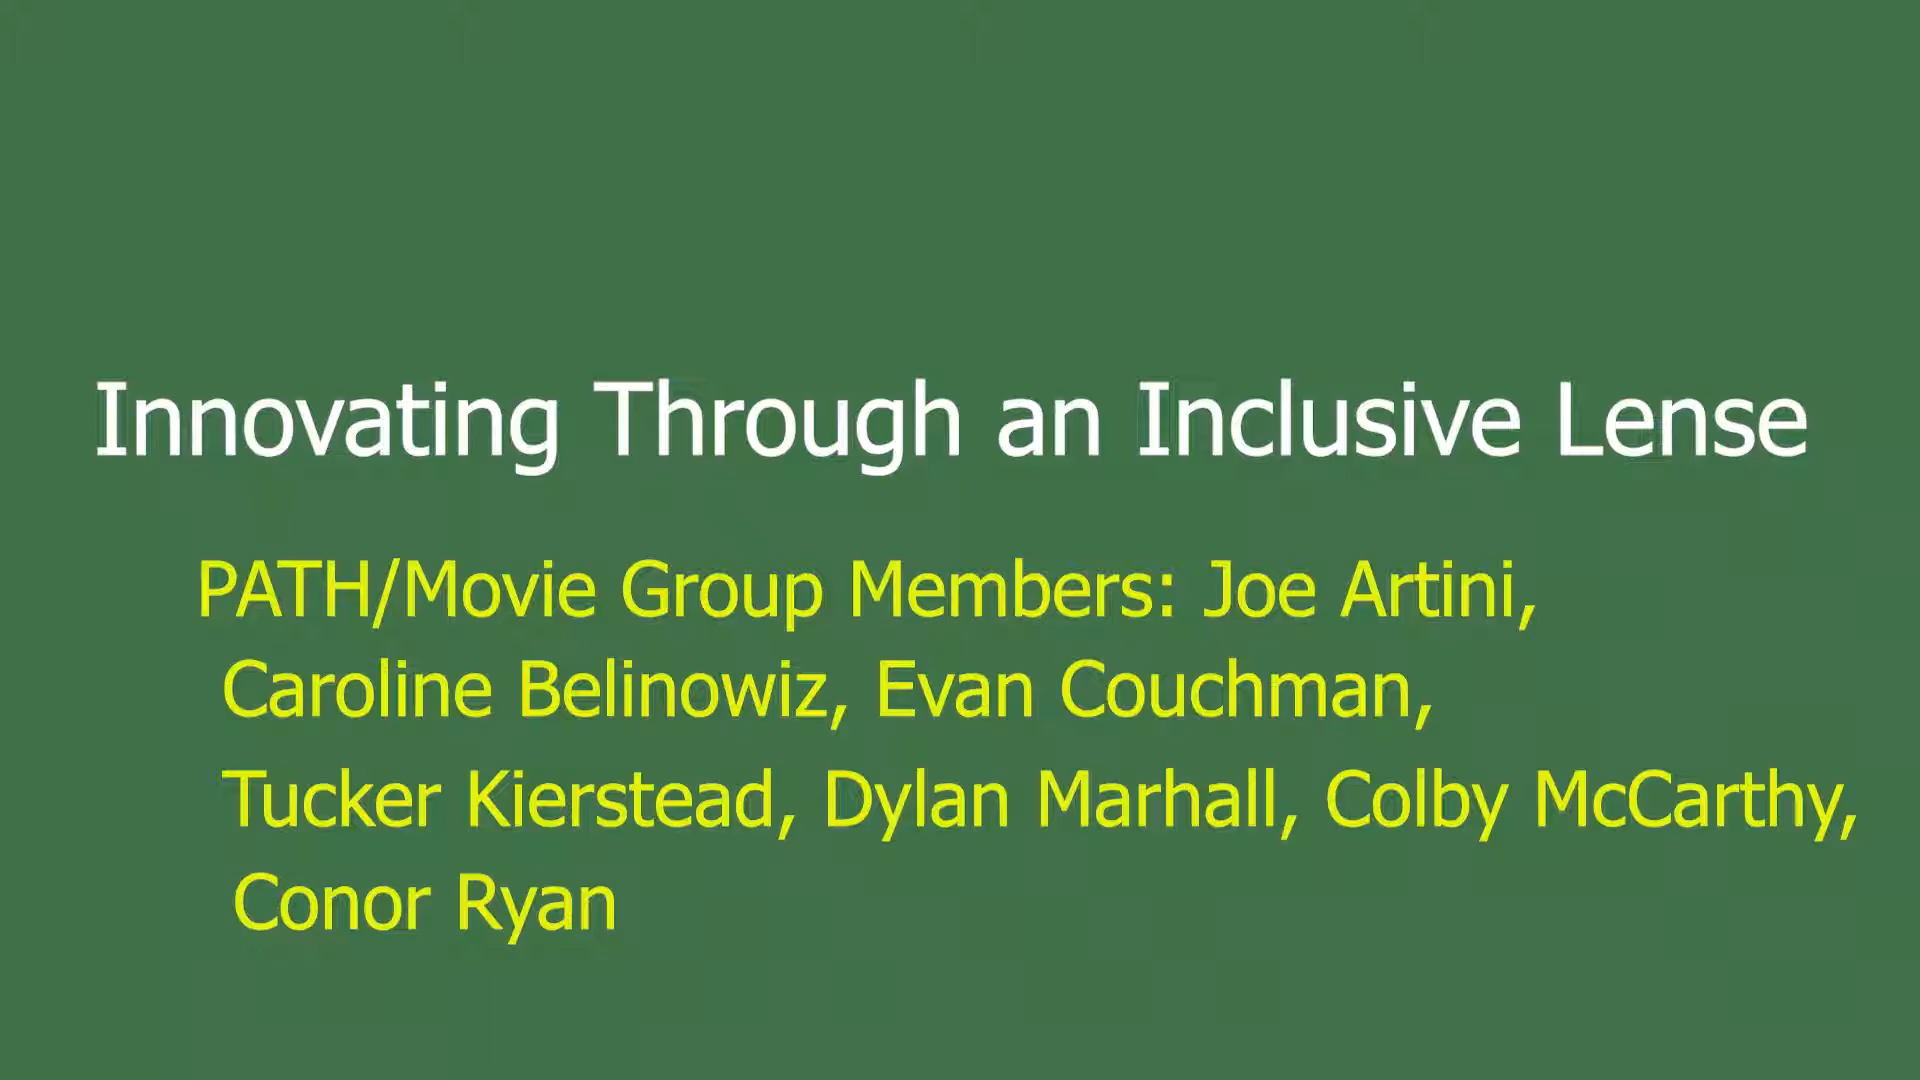 Innovating Through an Inclusive Lense
PATH/Movie Group Members: Joe Artini,
Caroline Belinowiz, Evan Couchman,
Tucker Kierstead, Dylan Marhall, Colby McCarthy,
Conor Ryan